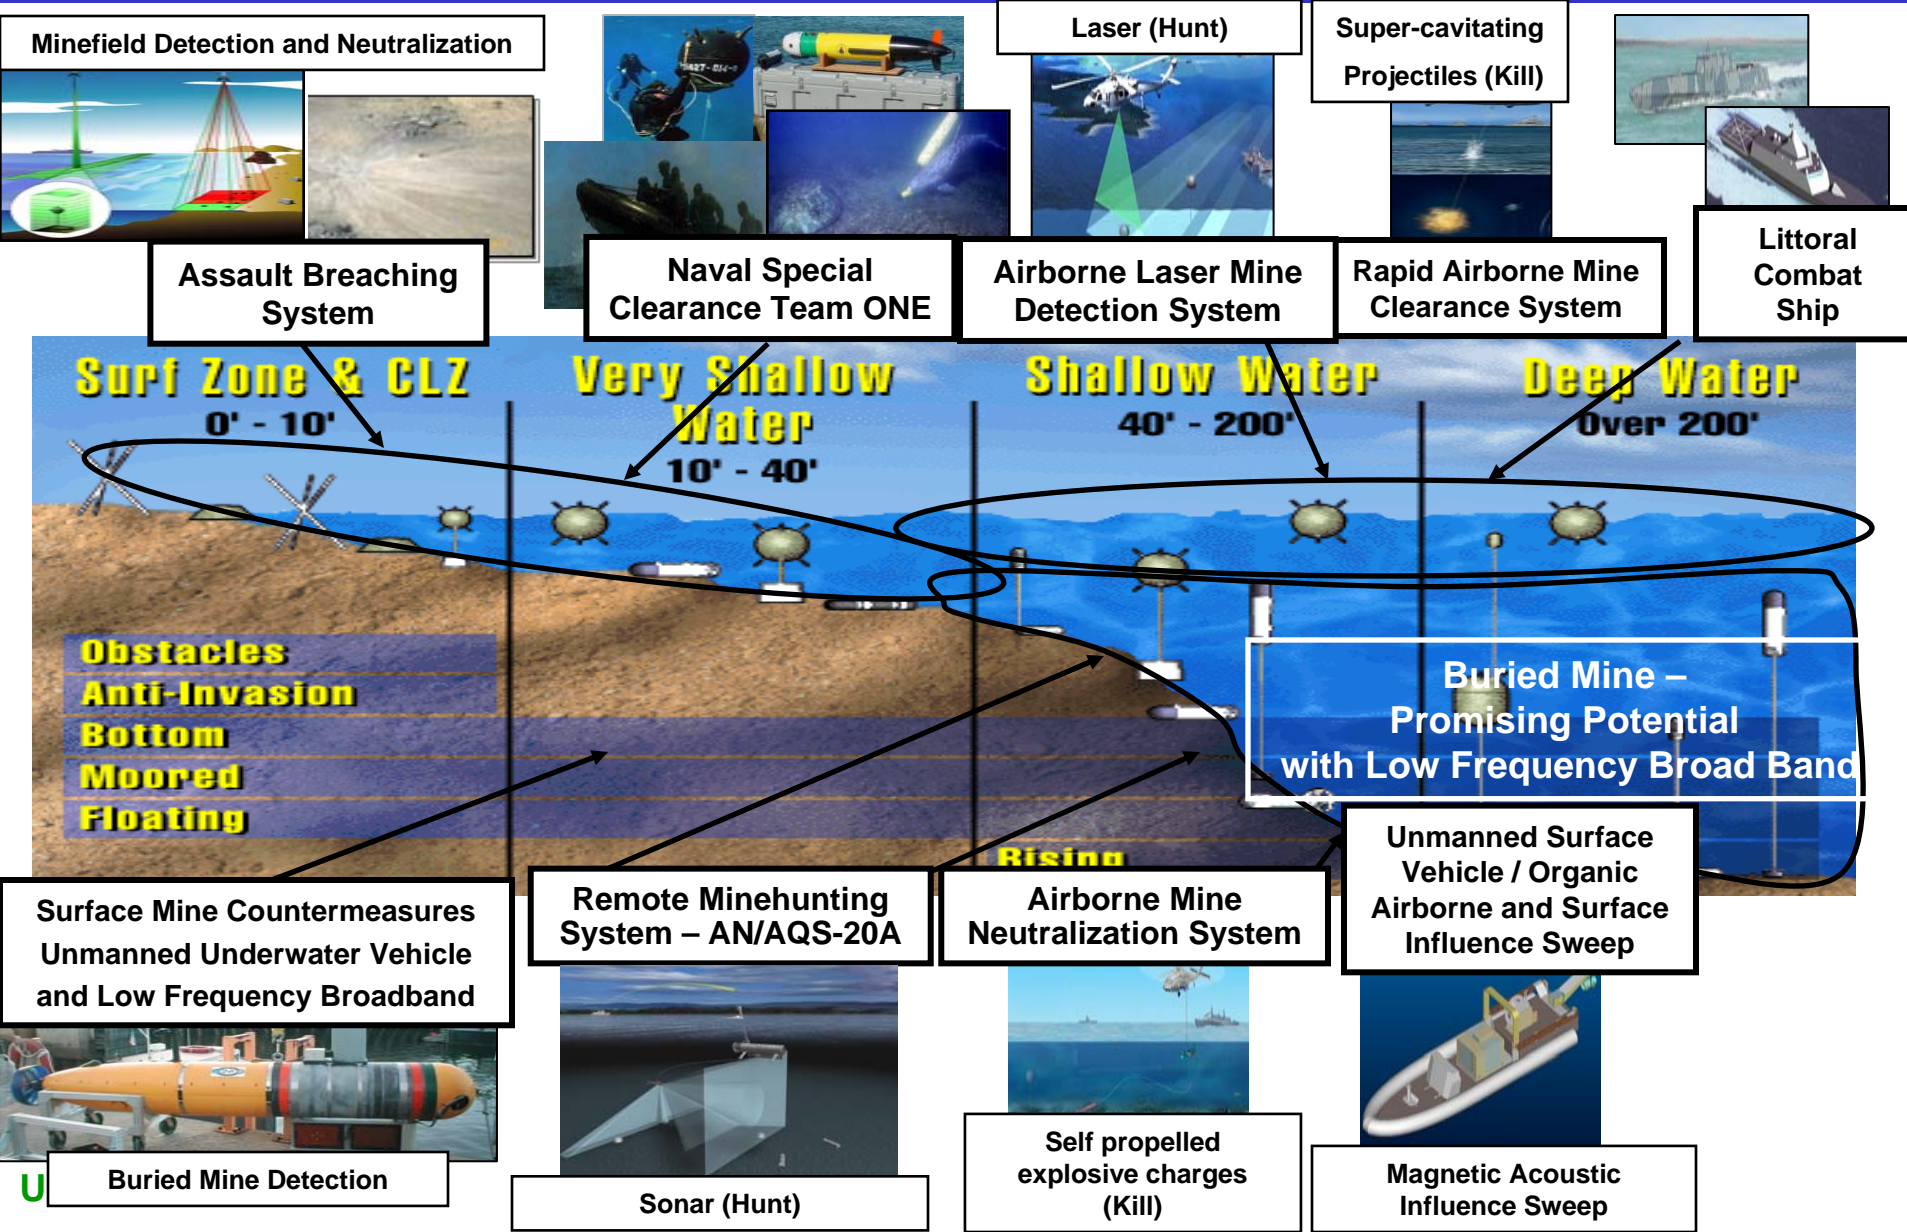 Minefield Detection and Neutralization
Laser (Hunt)
Super-cavitating
Projectiles (Kill)
Assault Breaching
System
Naval Special
Clearance Team ONE
Airborne Laser Mine
Detection System
Rapid Airborne Mine
Clearance System
Littoral
Combat
Ship
Surf Zone & CLZ
0' - 10'
Very Shallow
Water
10' - 40'
Shallow Water
40' - 200'
Deep Water
Over 200'
Obstacles
Anti-Invasion
Bottom
Moored
Floating
Rising
Buried Mine –
Promising Potential
with Low Frequency Broad Band
Surface Mine Countermeasures
Unmanned Underwater Vehicle
and Low Frequency Broadband
Remote Minehunting
System – AN/AQS-20A
Airborne Mine
Neutralization System
Unmanned Surface
Vehicle / Organic
Airborne and Surface
Influence Sweep
U
Buried Mine Detection
Sonar (Hunt)
Self propelled
explosive charges
(Kill)
Magnetic Acoustic
Influence Sweep